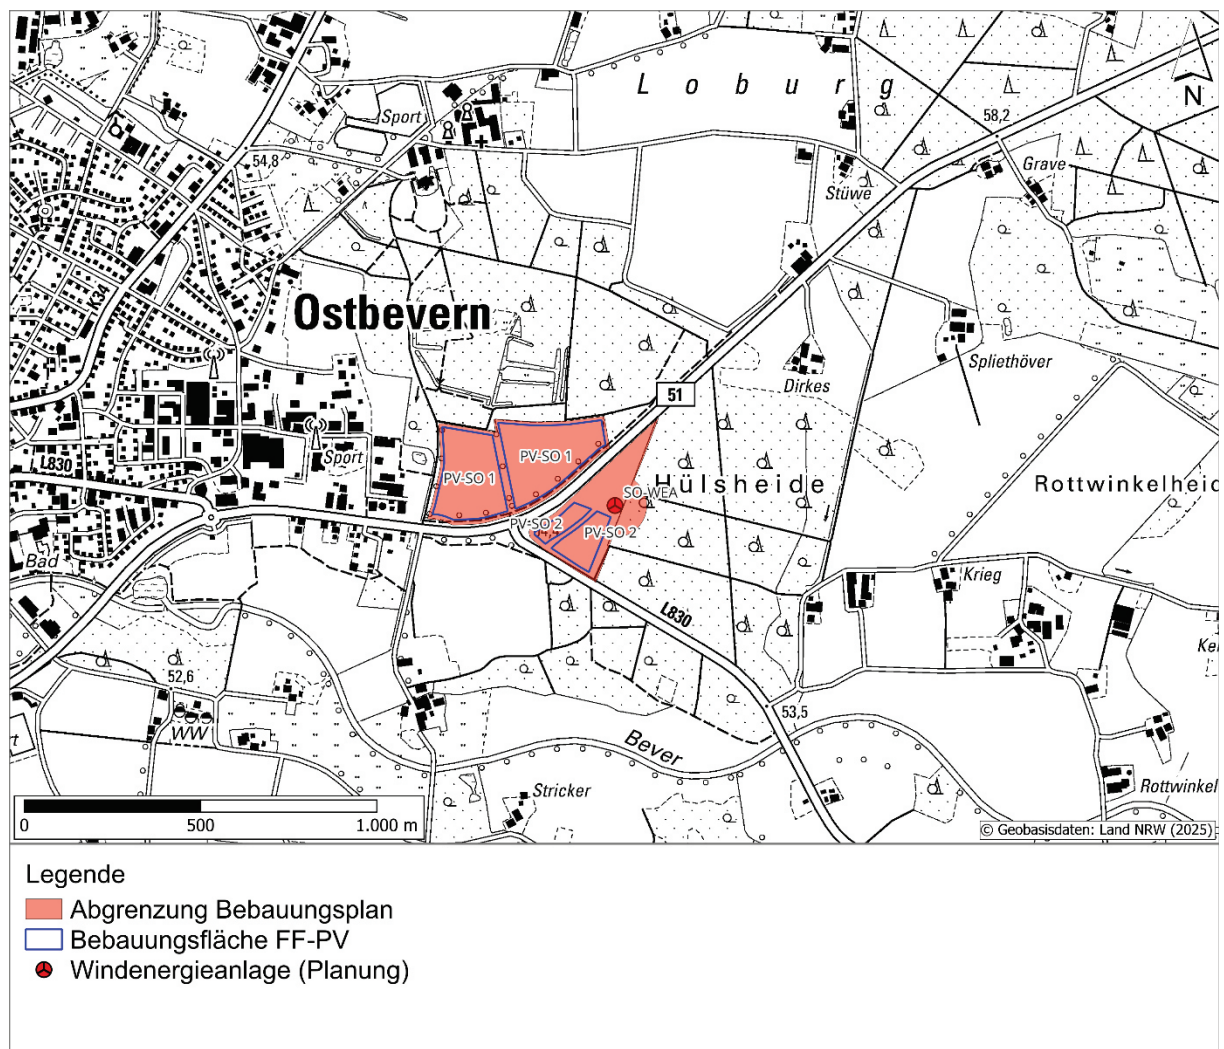 Loburg
N
58,2
Sport
54,8
Grave
Stüwe
K34
Ostbevern
Spliethöver
Dirkes
51
PV-SO 1
PV-SO 1
Sport
L830
Hülsheide
SO-WEA
Rottwinkelheid
PV-SO 2
PV-SO 2
Bad
Krieg
L830
52,6
53,5
WW
Bever
Stricker
Rottwinkel
0 500 1.000 m
© Geobasisdaten: Land NRW (2025)
Legende
Abgrenzung Bebauungsplan
Bebauungsfläche FF-PV
Windenergieanlage (Planung)